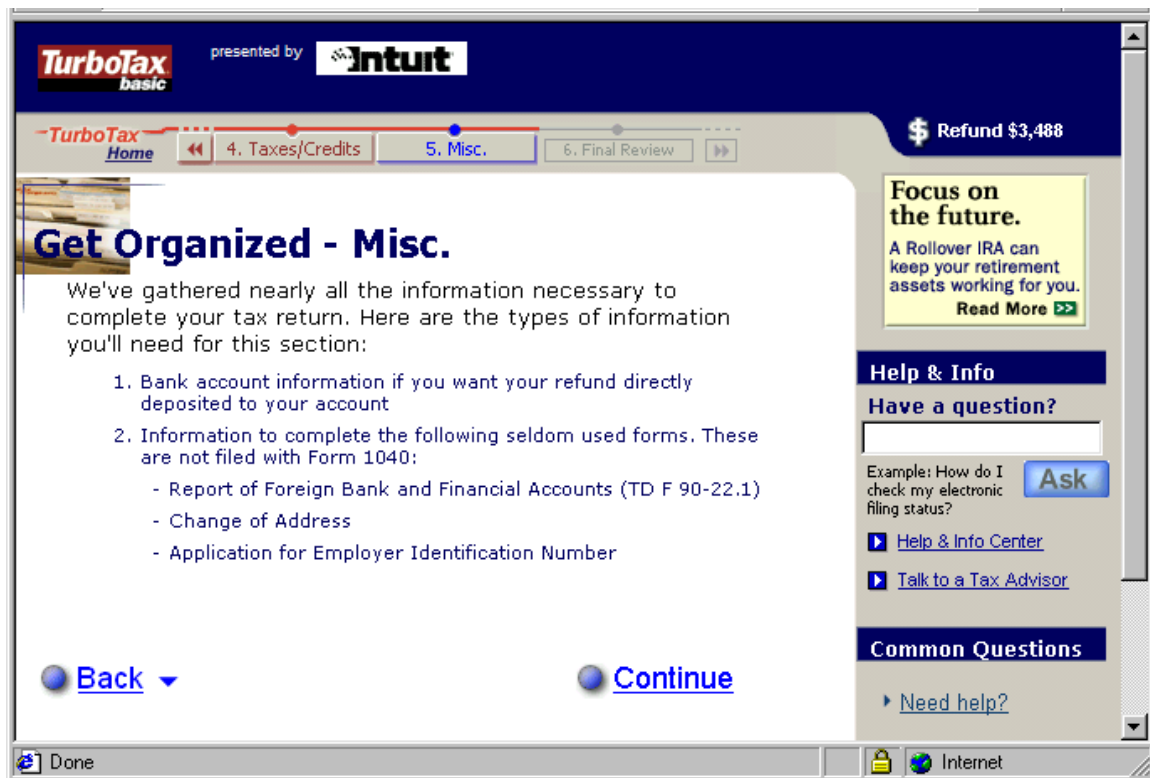 TurboTax
basic
presented by
Intuit
TurboTax
Home
4. Taxes/Credits
5. Misc.
6. Final Review
$ Refund $3,488
Get Organized - Misc.
We've gathered nearly all the information necessary to
complete your tax return. Here are the types of information
you'll need for this section:
1. Bank account information if you want your refund directly
deposited to your account
2. Information to complete the following seldom used forms. These
are not filed with Form 1040:
- Report of Foreign Bank and Financial Accounts (TD F 90-22.1)
- Change of Address
- Application for Employer Identification Number
Back
Continue
Focus on
the future.
A Rollover IRA can
keep your retirement
assets working for you.
Read More
Help & Info
Have a question?
Example: How do I
check my electronic
filing status?
Ask
Help & Info Center
Talk to a Tax Advisor
Common Questions
Need help?
Done
Internet